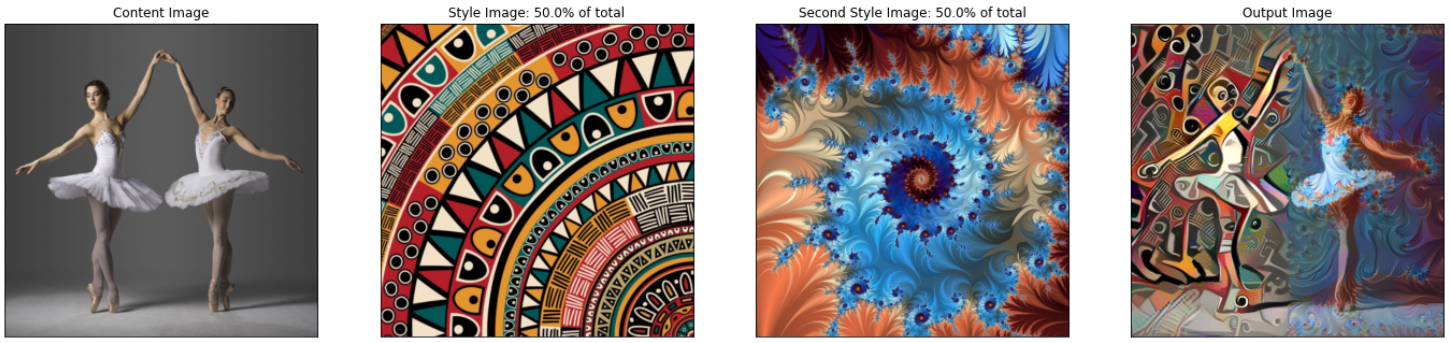 Content Image
Style Image: 50.0% of total
Second Style Image: 50.0% of total
Output Image